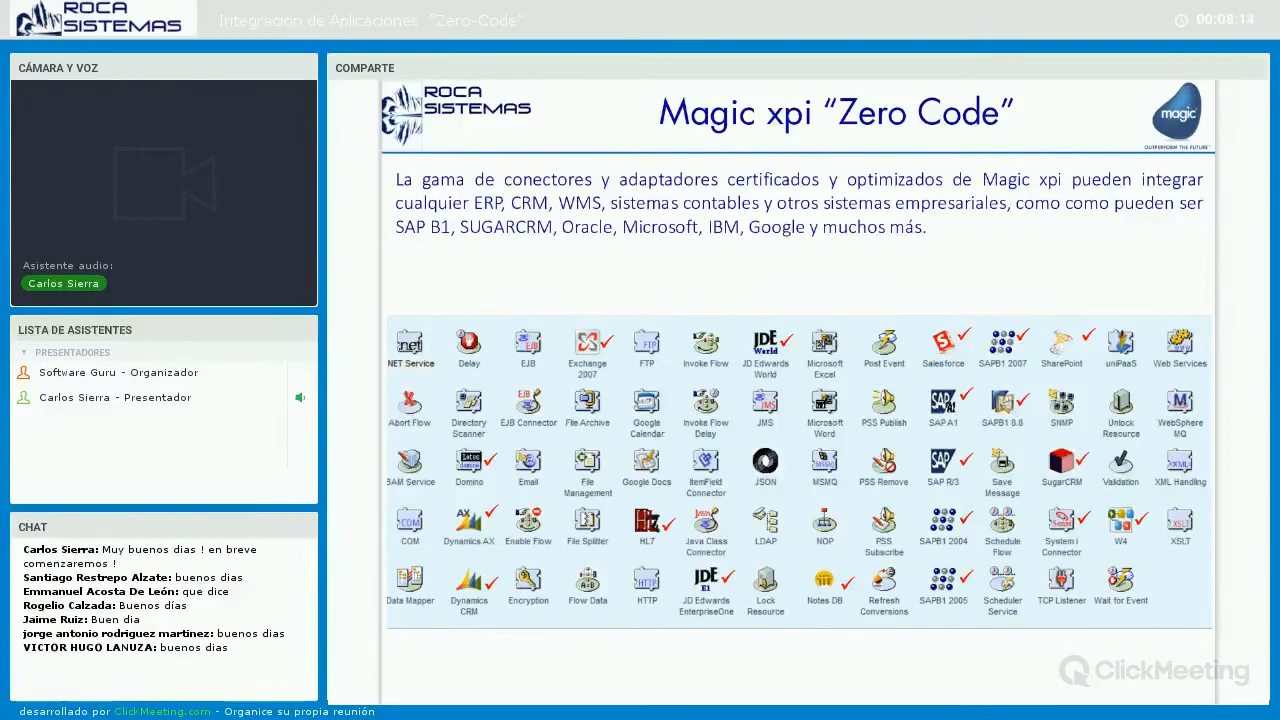 ROCA
SISTEMAS
Integración de Aplicaciones "Zero-Code"
CÁMARA Y VOZ
Asistente audio:
Carlos Sierra
LISTA DE ASISTENTES
PRESENTADORES
Software Guru - Organizador
Carlos Sierra - Presentador
CHAT
Carlos Sierra: Muy buenos dias ! en breve
comenzaremos !
Santiago Restrepo Alzate: buenos dias
Emmanuel Acosta De León: que dice
Rogelio Calzada: Buenos días
Jaime Ruiz: Buen dia
jorge antonio rodriguez martinez: buenos dias
VICTOR HUGO LANUZA: buenos dias
desarrollado por ClickMeeting.com - Organice su propia reunión
COMPARTE
ROCA
SISTEMAS
Magic xpi “Zero Code”
magic
OUTPERFORM THE FUTURE
La gama de conectores y adaptadores certificados y optimizados de Magic xpi pueden integrar
cualquier ERP, CRM, WMS, sistemas contables y otros sistemas empresariales, como como pueden ser
SAP B1, SUGARCRM, Oracle, Microsoft, IBM, Google y muchos más.
NET Service Delay EJB Exchange 2007 FTP Invoke Flow JD Edwards World Microsoft Excel Post Event Salesforce SAPB1 2007 SharePoint uniPaaS Web Services
Abort Flow Directory Scanner EJB Connector File Archive Google Calendar Invoke Flow Delay JMS Microsoft Word PSS Publish SAP A1 SAPB1 8.8 SNMP Unlock Resource WebSphere MQ
BAM Service Domino Email File Management Google Docs ItemField Connector JSON MSMQ PSS Remove SAP R/3 Save Message SugarCRM Validation XML Handling
COM Dynamics AX Enable Flow File Splitter HL7 Java Class Connector LDAP NOP PSS Subscribe SAPB1 2004 Schedule Flow System i Connector W4 XSLT
Data Mapper Dynamics CRM Encryption Flow Data HTTP JD Edwards EnterpriseOne Lock Resource Notes DB Refresh Conversions SAPB1 2005 Scheduler Service TCP Listener Wait for Event
ClickMeeting